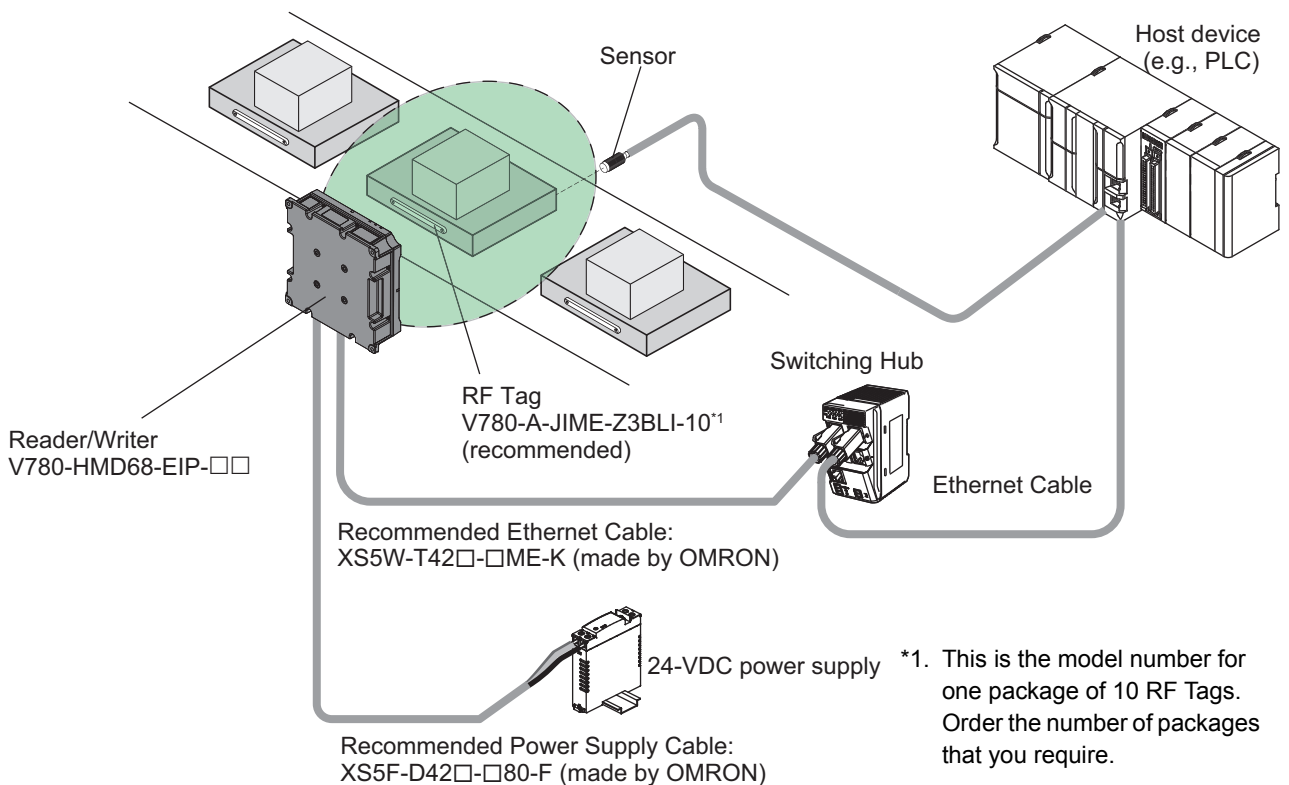 Sensor
Host device
(e.g., PLC)
Switching Hub
RF Tag
V780-A-JIME-Z3BLI-10*1
(recommended)
Reader/Writer
V780-HMD68-EIP-□□
Ethernet Cable
Recommended Ethernet Cable:
XS5W-T42□-□ME-K (made by OMRON)
24-VDC power supply
*1. This is the model number for
one package of 10 RF Tags.
Order the number of packages
that you require.
Recommended Power Supply Cable:
XS5F-D42□-□80-F (made by OMRON)